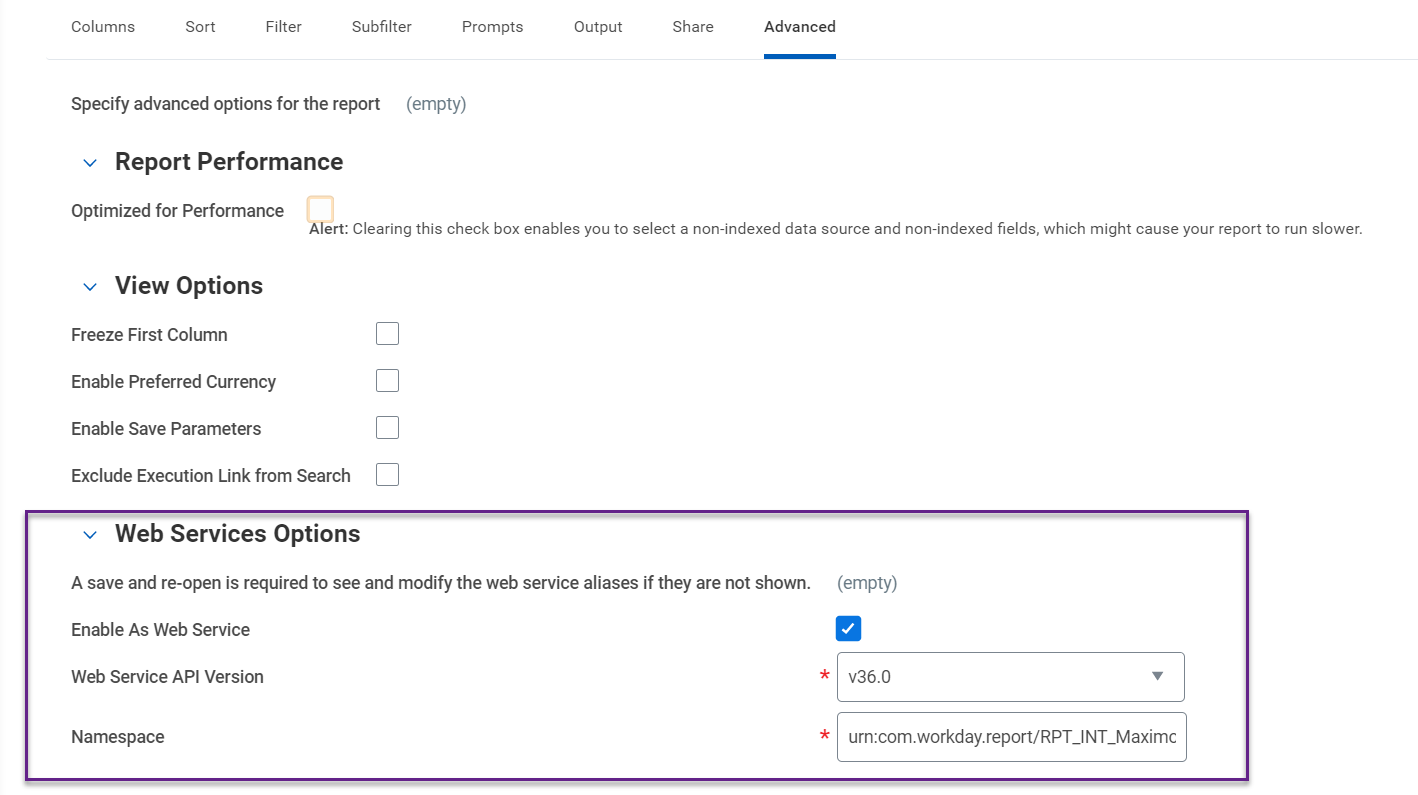 Columns Sort Filter Subfilter Prompts Output Share Advanced
Specify advanced options for the report (empty)
Report Performance
Optimized for Performance
Alert: Clearing this check box enables you to select a non-indexed data source and non-indexed fields, which might cause your report to run slower.
View Options
Freeze First Column
Enable Preferred Currency
Enable Save Parameters
Exclude Execution Link from Search
Web Services Options
A save and re-open is required to see and modify the web service aliases if they are not shown. (empty)
Enable As Web Service
Web Service API Version * v36.0
Namespace * urn:com.workday.report/RPT_INT_Maximo